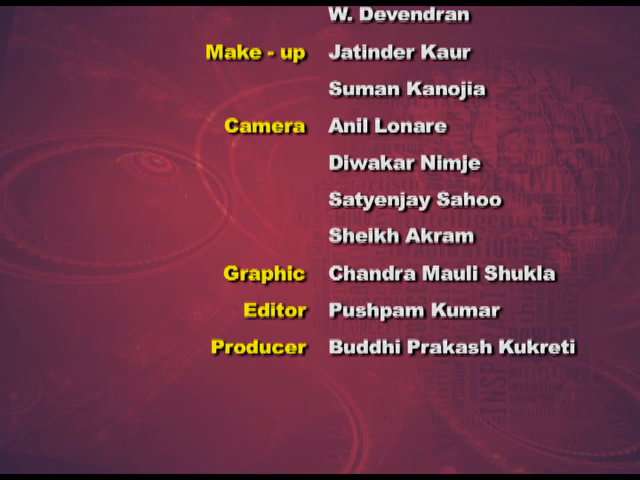 W. Devendran
Make - up Jatinder Kaur
Suman Kanojia
Camera Anil Lonare
Diwakar Nimje
Satyenjay Sahoo
Sheikh Akram
Graphic Chandra Mauli Shukla
Editor Pushpam Kumar
Producer Buddhi Prakash Kukreti